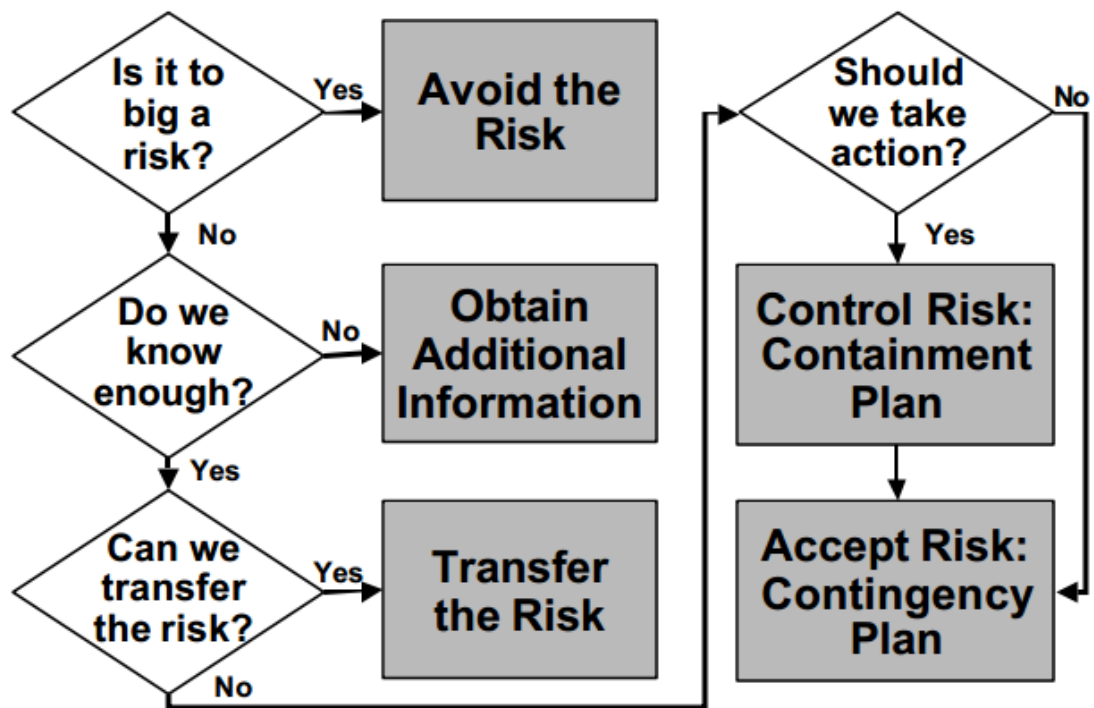 Is it to
big a
risk?
Yes
Avoid the
Risk
No
Do we
know
enough?
No
Obtain
Additional
Information
Yes
Can we
transfer
the risk?
Yes
Transfer
the Risk
No
Should
we take
action?
No
Yes
Control Risk:
Containment
Plan
Accept Risk:
Contingency
Plan